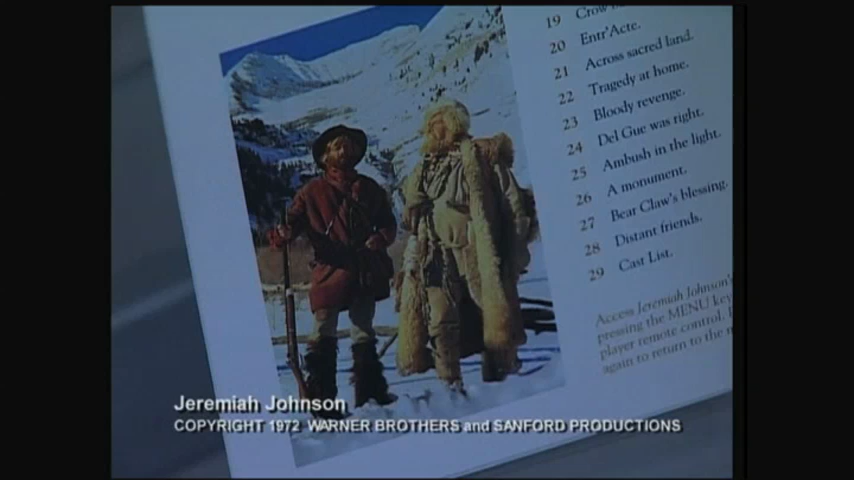 19 Crow
20 Entr'Acte.
21 Across sacred land.
22 Tragedy at home.
23 Bloody revenge.
24 Del Gue was right.
25 Ambush in the light.
26 A monument.
27 Bear Claw's blessing.
28 Distant friends.
29 Cast List.
Access Jeremiah Johnson's
pressing the MENU key
player remote control.
again to return to the
Jeremiah Johnson
COPYRIGHT 1972 WARNER BROTHERS and SANFORD PRODUCTIONS